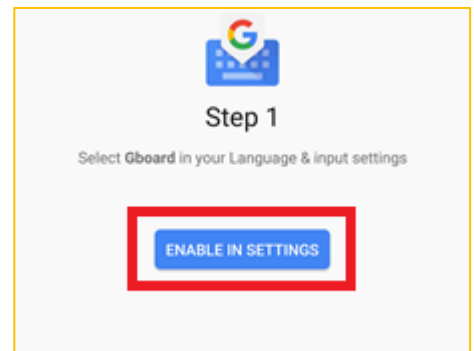 Step 1
Select Gboard in your Language & input settings
ENABLE IN SETTINGS